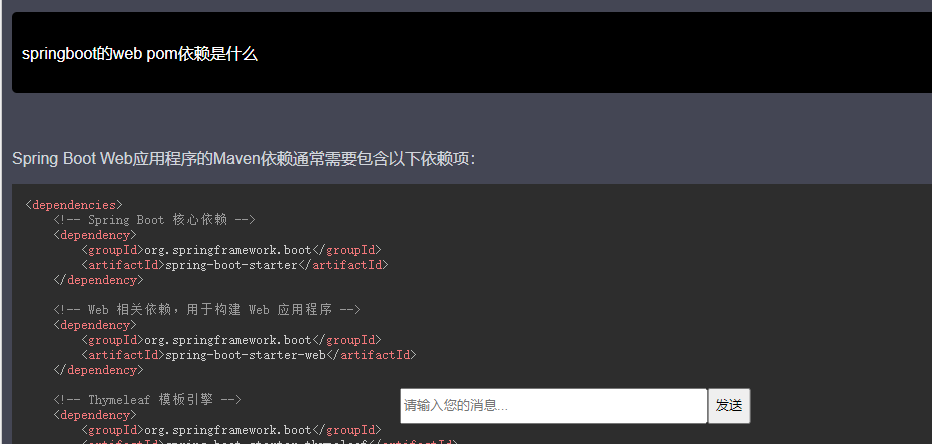 springboot的web pom依赖是什么
Spring Boot Web应用程序的Maven依赖通常需要包含以下依赖项：
<dependencies>
    <!-- Spring Boot 核心依赖 -->
    <dependency>
        <groupId>org.springframework.boot</groupId>
        <artifactId>spring-boot-starter</artifactId>
    </dependency>
    <!-- Web 相关依赖，用于构建 Web 应用程序 -->
    <dependency>
        <groupId>org.springframework.boot</groupId>
        <artifactId>spring-boot-starter-web</artifactId>
    </dependency>
    <!-- Thymeleaf 模板引擎 -->
    <dependency>
        <groupId>org.springframework.boot</groupId>
        <artifactId>spring-boot-starter-thymeleaf</artifactId>
请输入您的消息...
发送